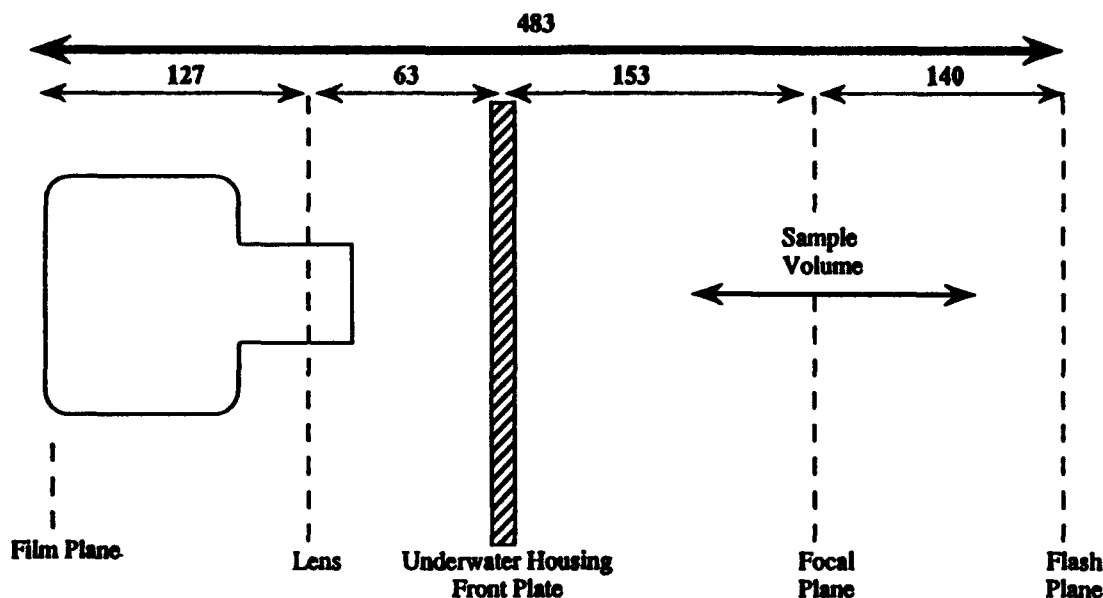 483
127 63 153 140
Sample
Volume
Film Plane
Lens
Underwater Housing
Front Plate
Focal
Plane
Flash
Plane